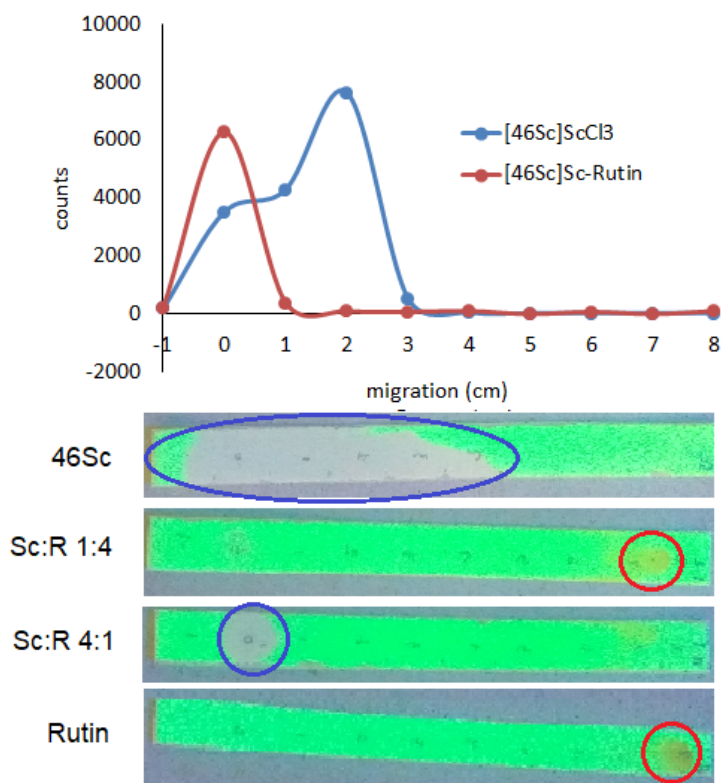 10000
8000
6000
4000
2000
0
-2000
counts
[46Sc]ScCl3
[46Sc]Sc-Rutin
-1 0 1 2 3 4 5 6 7 8
migration (cm)
46Sc
Sc:R 1:4
Sc:R 4:1
Rutin